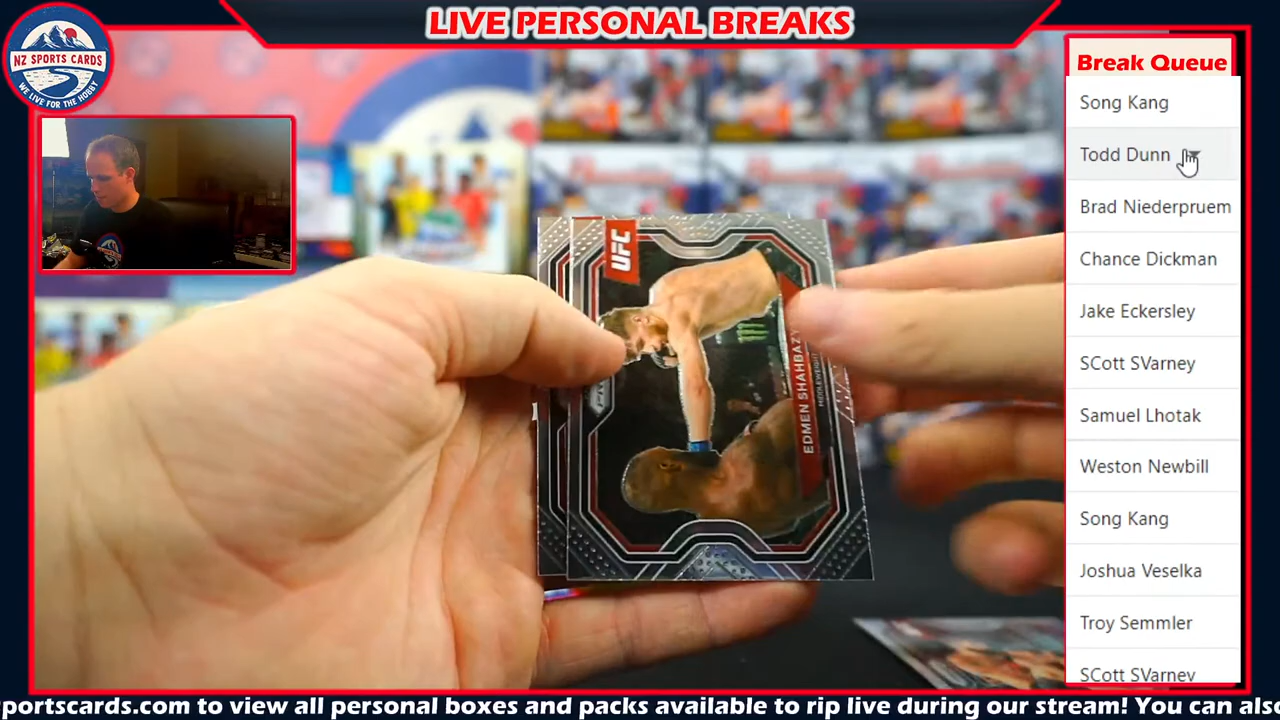 LIVE PERSONAL BREAKS
NZ SPORTS CARDS
WE LIVE FOR THE HOBBY
Break Queue
Song Kang
Todd Dunn
Brad Niederpruem
Chance Dickman
Jake Eckersley
SCott SVarney
Samuel Lhotak
Weston Newbill
Song Kang
Joshua Veselka
Troy Semmler
SCott SVarney
UFC
EDMEN SHAHBAZY
MIDDLEWEIGHT
portscards.com to view all personal boxes and packs available to rip live during our stream! You can also